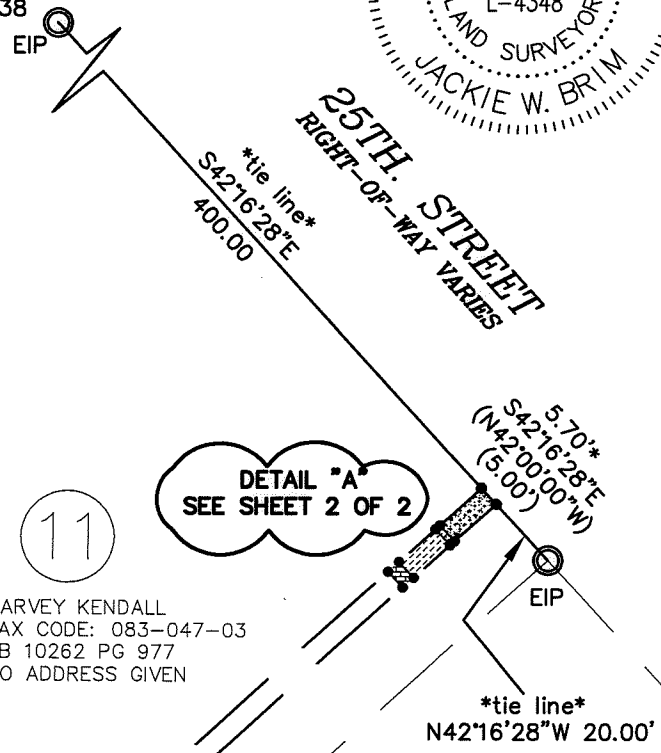 38
EIP
L-4348
LAND SURVEYOR
JACKIE W. BRIM
25TH. STREET
RIGHT-OF-WAY VARIES
*tie line*
S42°16'28"E
400.00
5.70'*
S42°16'28"E
(N42°00'00"W)
(5.00')
DETAIL "A"
SEE SHEET 2 OF 2
11
EIP
ARVEY KENDALL
AX CODE: 083-047-03
B 10262 PG 977
O ADDRESS GIVEN
*tie line*
N42°16'28"W 20.00'